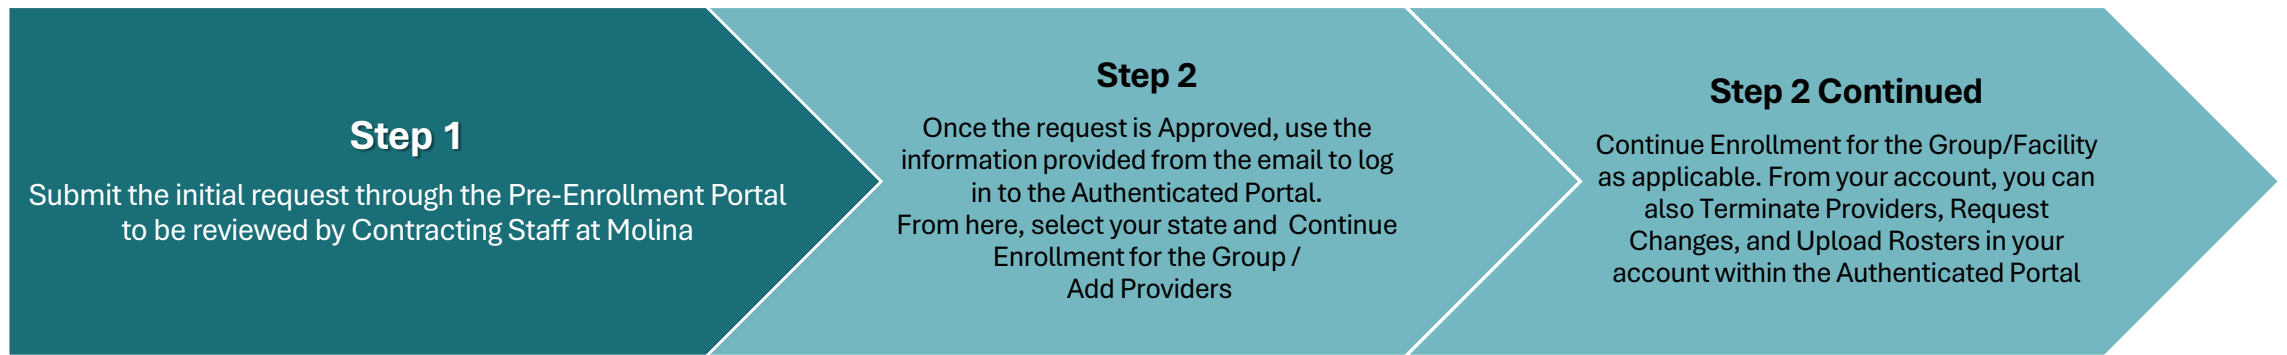 Step 1
Submit the initial request through the Pre-Enrollment Portal
to be reviewed by Contracting Staff at Molina
Step 2
Once the request is Approved, use the
information provided from the email to log
in to the Authenticated Portal.
From here, select your state and  Continue
Enrollment for the Group /
Add Providers
Step 2 Continued
Continue Enrollment for the Group/Facility
as applicable. From your account, you can
also Terminate Providers, Request
Changes, and Upload Rosters in your
account within the Authenticated Portal